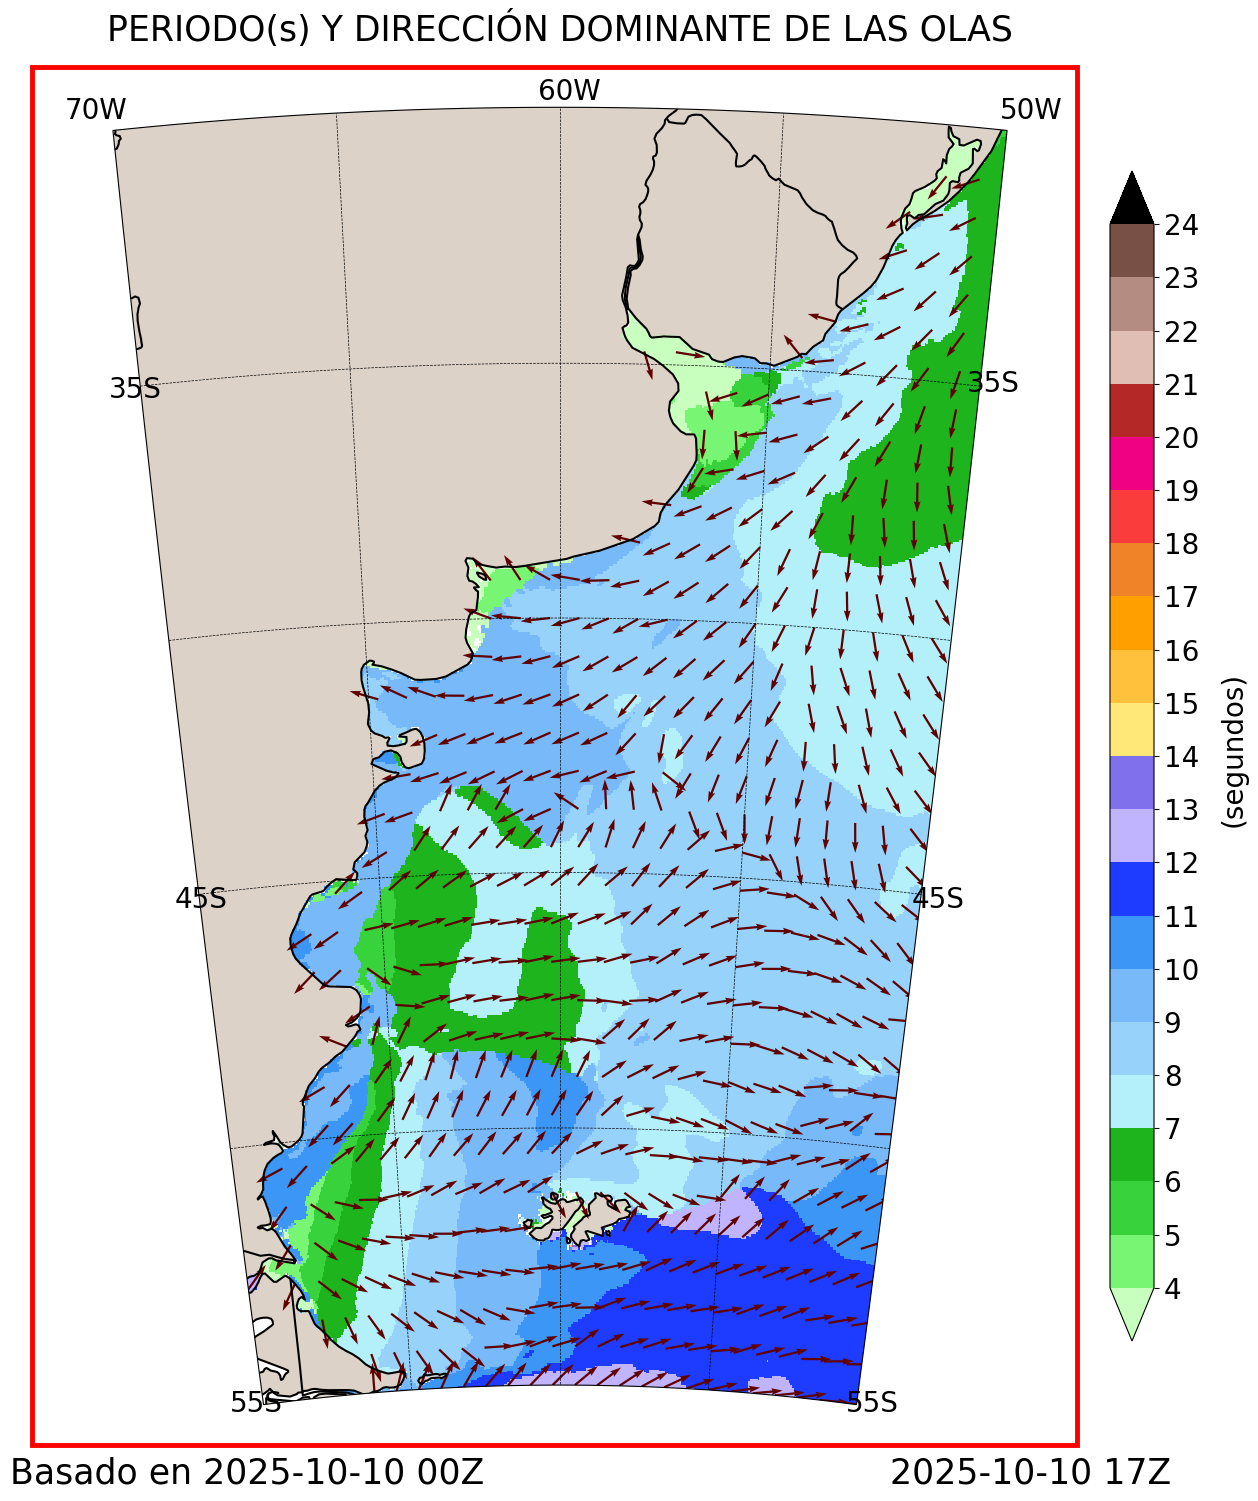 PERIODO(s) Y DIRECCIÓN DOMINANTE DE LAS OLAS
70W
60W
50W
35S
35S
45S
45S
55S
55S
24
23
22
21
20
19
18
17
16
15
14
13
12
11
10
9
8
7
6
5
4
(segundos)
Basado en 2025-10-10 00Z
2025-10-10 17Z